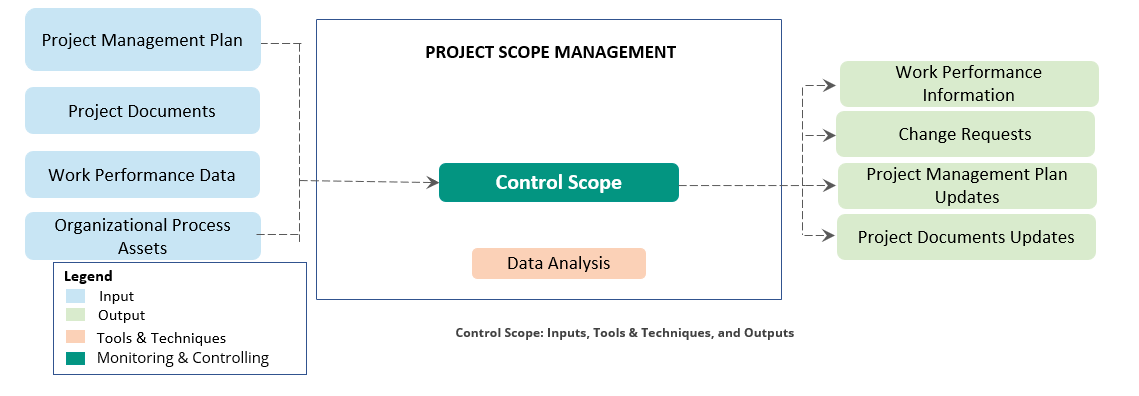 Project Management Plan
Project Documents
Work Performance Data
Organizational Process
Assets
Legend
Input
Output
Tools & Techniques
Monitoring & Controlling
PROJECT SCOPE MANAGEMENT
Control Scope
Data Analysis
Control Scope: Inputs, Tools & Techniques, and Outputs
Work Performance
Information
Change Requests
Project Management Plan
Updates
Project Documents Updates